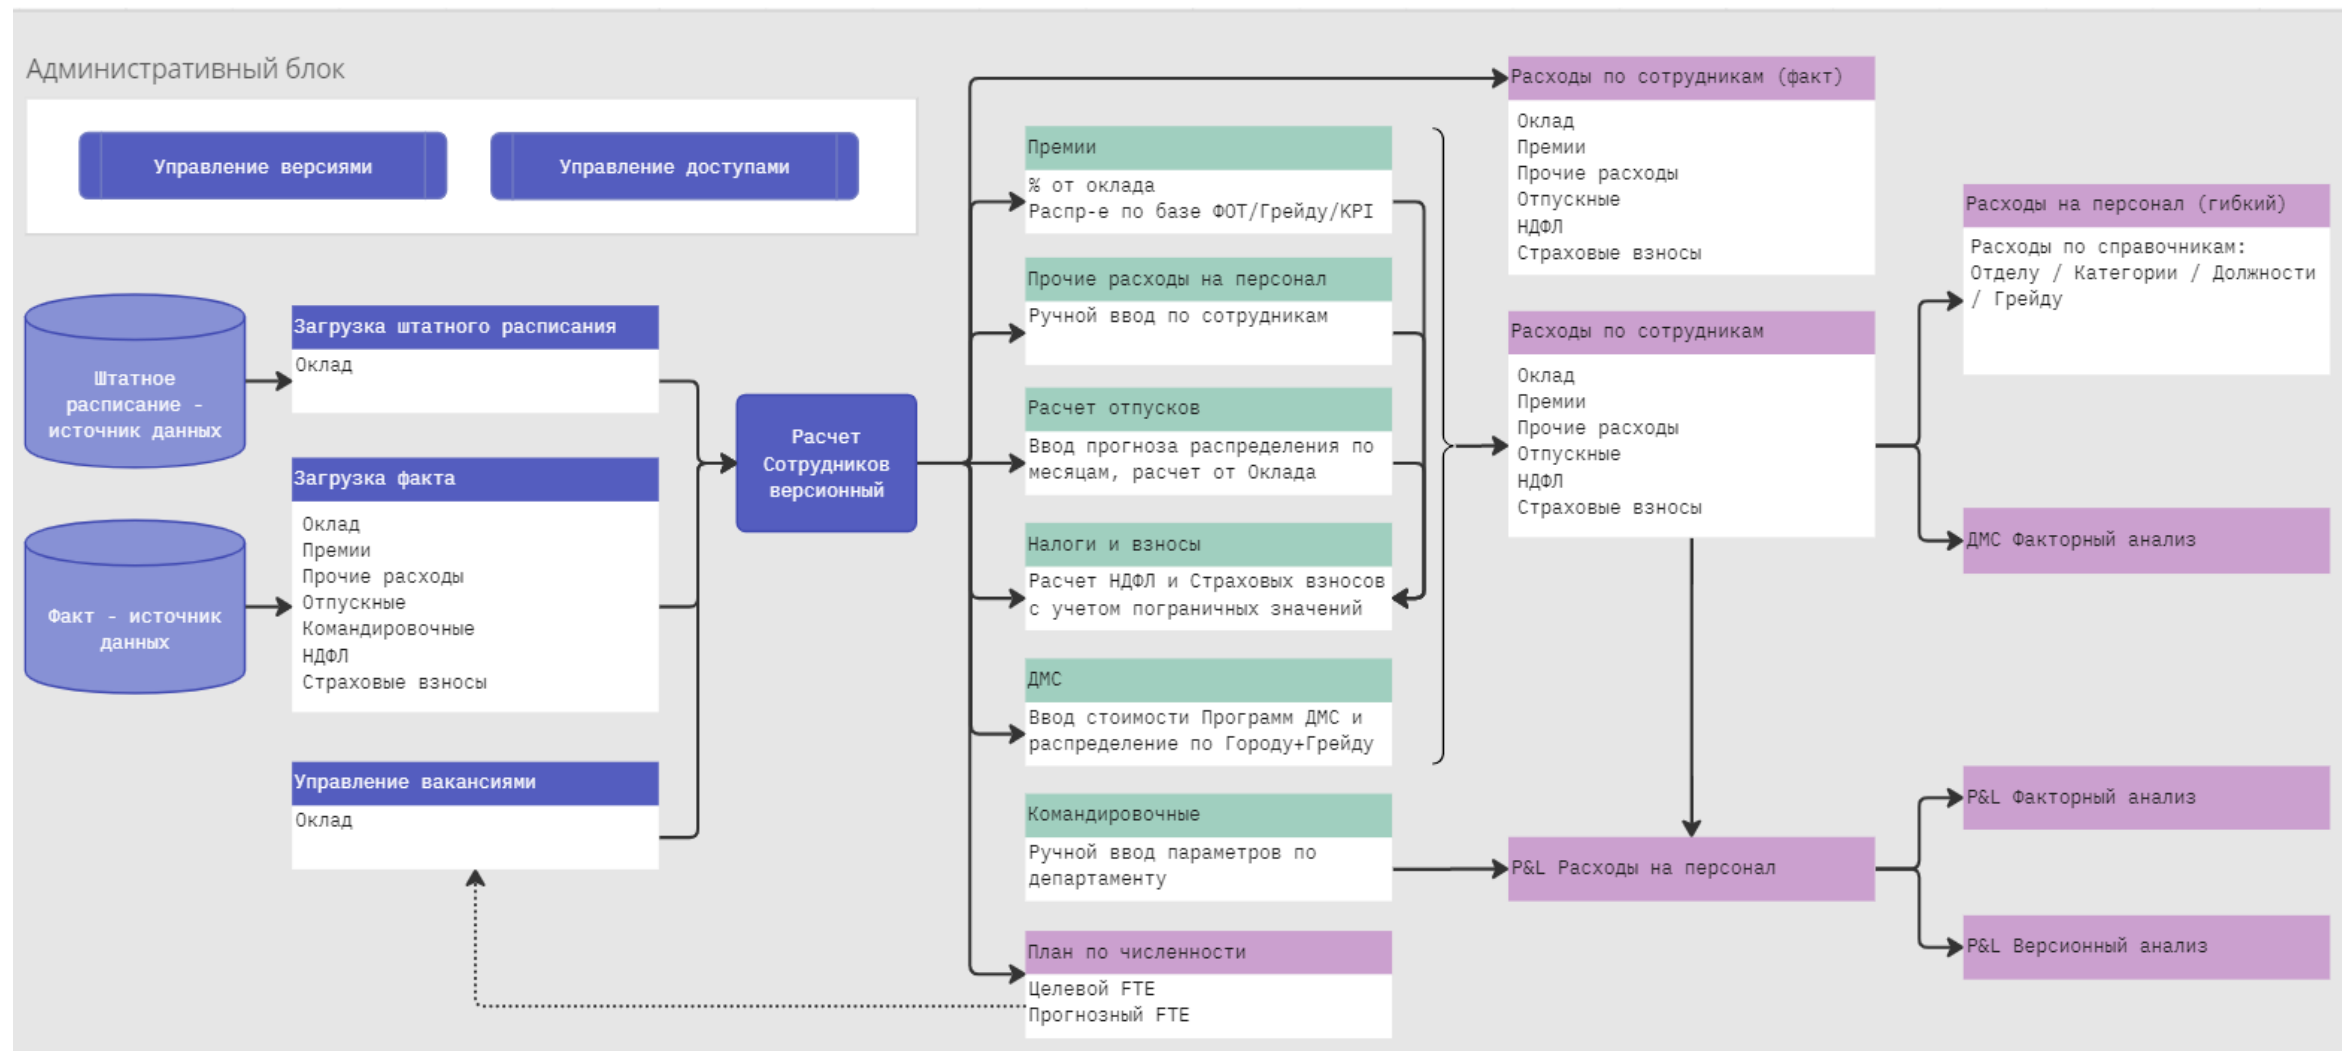 Административный блок
Управление версиями
Управление доступами
Штатное
расписание -
источник данных
Факт - источник
данных
Загрузка штатного расписания
Оклад
Загрузка факта
Оклад
Премии
Прочие расходы
Отпускные
Командировочные
НДФЛ
Страховые взносы
Управление вакансиями
Оклад
Расчет
Сотрудников
версионный
Премии
% от оклада
Распр-е по базе ФОТ/Грейду/KPI
Прочие расходы на персонал
Ручной ввод по сотрудникам
Расчет отпусков
Ввод прогноза распределения по
месяцам, расчет от Оклада
Налоги и взносы
Расчет НДФЛ и Страховых взносов
с учетом пограничных значений
ДМС
Ввод стоимости Программ ДМС и
распределение по Городу+Грейду
Командировочные
Ручной ввод параметров по
департаменту
План по численности
Целевой FTE
Прогнозный FTE
Расходы по сотрудникам (факт)
Оклад
Премии
Прочие расходы
Отпускные
НДФЛ
Страховые взносы
Расходы по сотрудникам
Оклад
Премии
Прочие расходы
Отпускные
НДФЛ
Страховые взносы
P&L Расходы на персонал
Расходы на персонал (гибкий)
Расходы по справочникам:
Отделу / Категории / Должности
/ Грейду
ДМС Факторный анализ
P&L Факторный анализ
P&L Версионный анализ